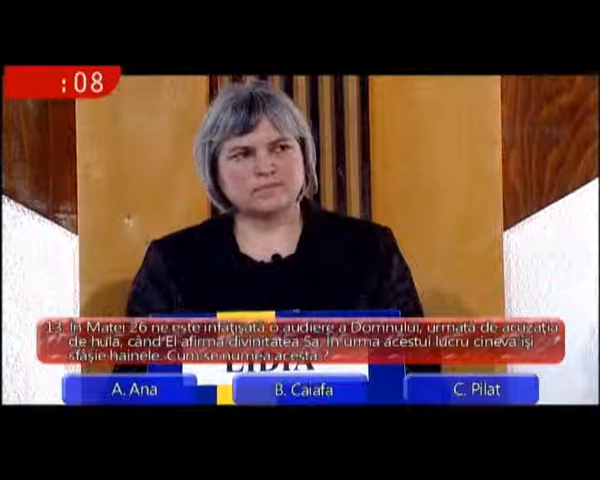 :08
13. În Matei 26 ne este înfățișată o audiere a Domnului, urmată de acuzația
de hulă, când El afirmă divinitatea Sa. În urma acestui lucru cineva își
sfâșie hainele. Cum se numea acesta ?
LIDIA
A. Ana
B. Caiafa
C. Pilat